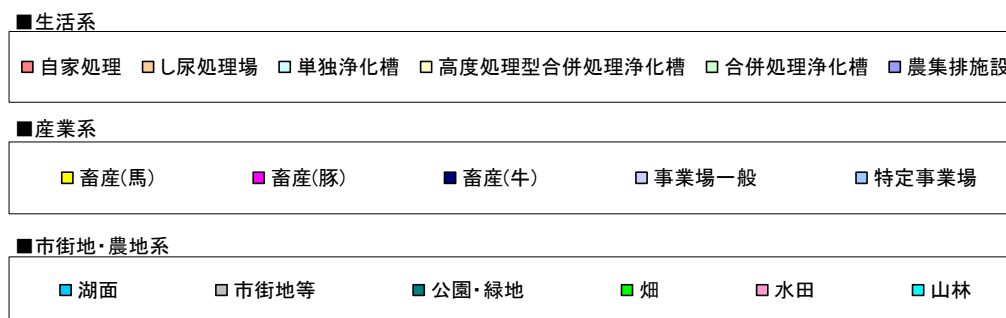 ■生活系
自家処理 し尿処理場 単独浄化槽 高度処理型合併処理浄化槽 合併処理浄化槽 農集排施設
■産業系
畜産(馬) 畜産(豚) 畜産(牛) 事業場一般 特定事業場
■市街地・農地系
湖面 市街地等 公園・緑地 畑 水田 山林